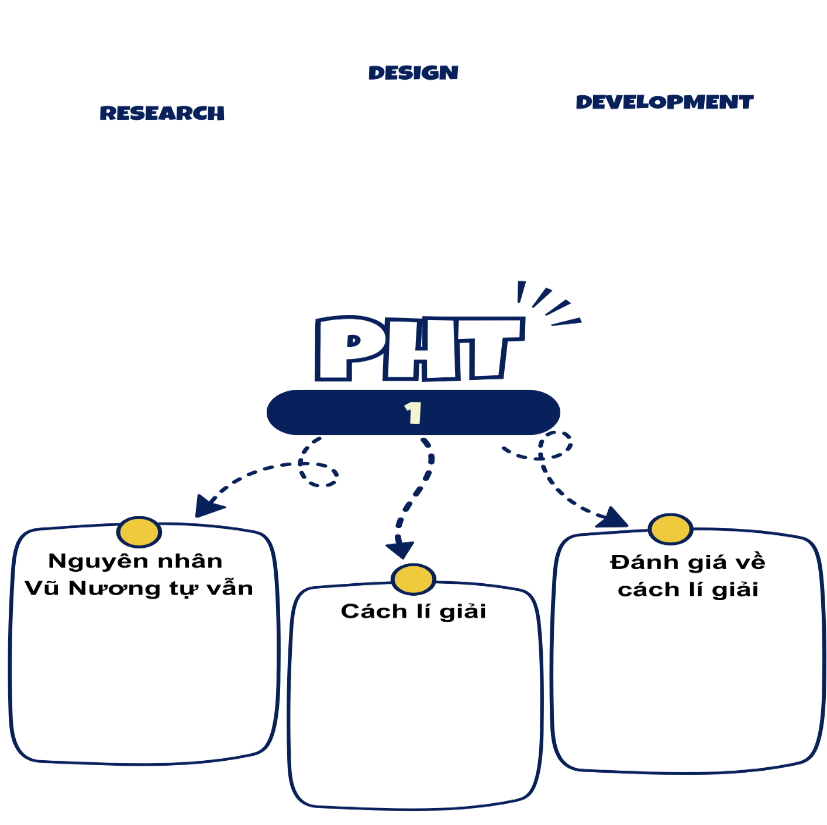 DESIGN
RESEARCH
DEVELOPMENT
PHT
1
Nguyên nhân
Vũ Nương tự vẫn
Cách lí giải
Đánh giá về
cách lí giải